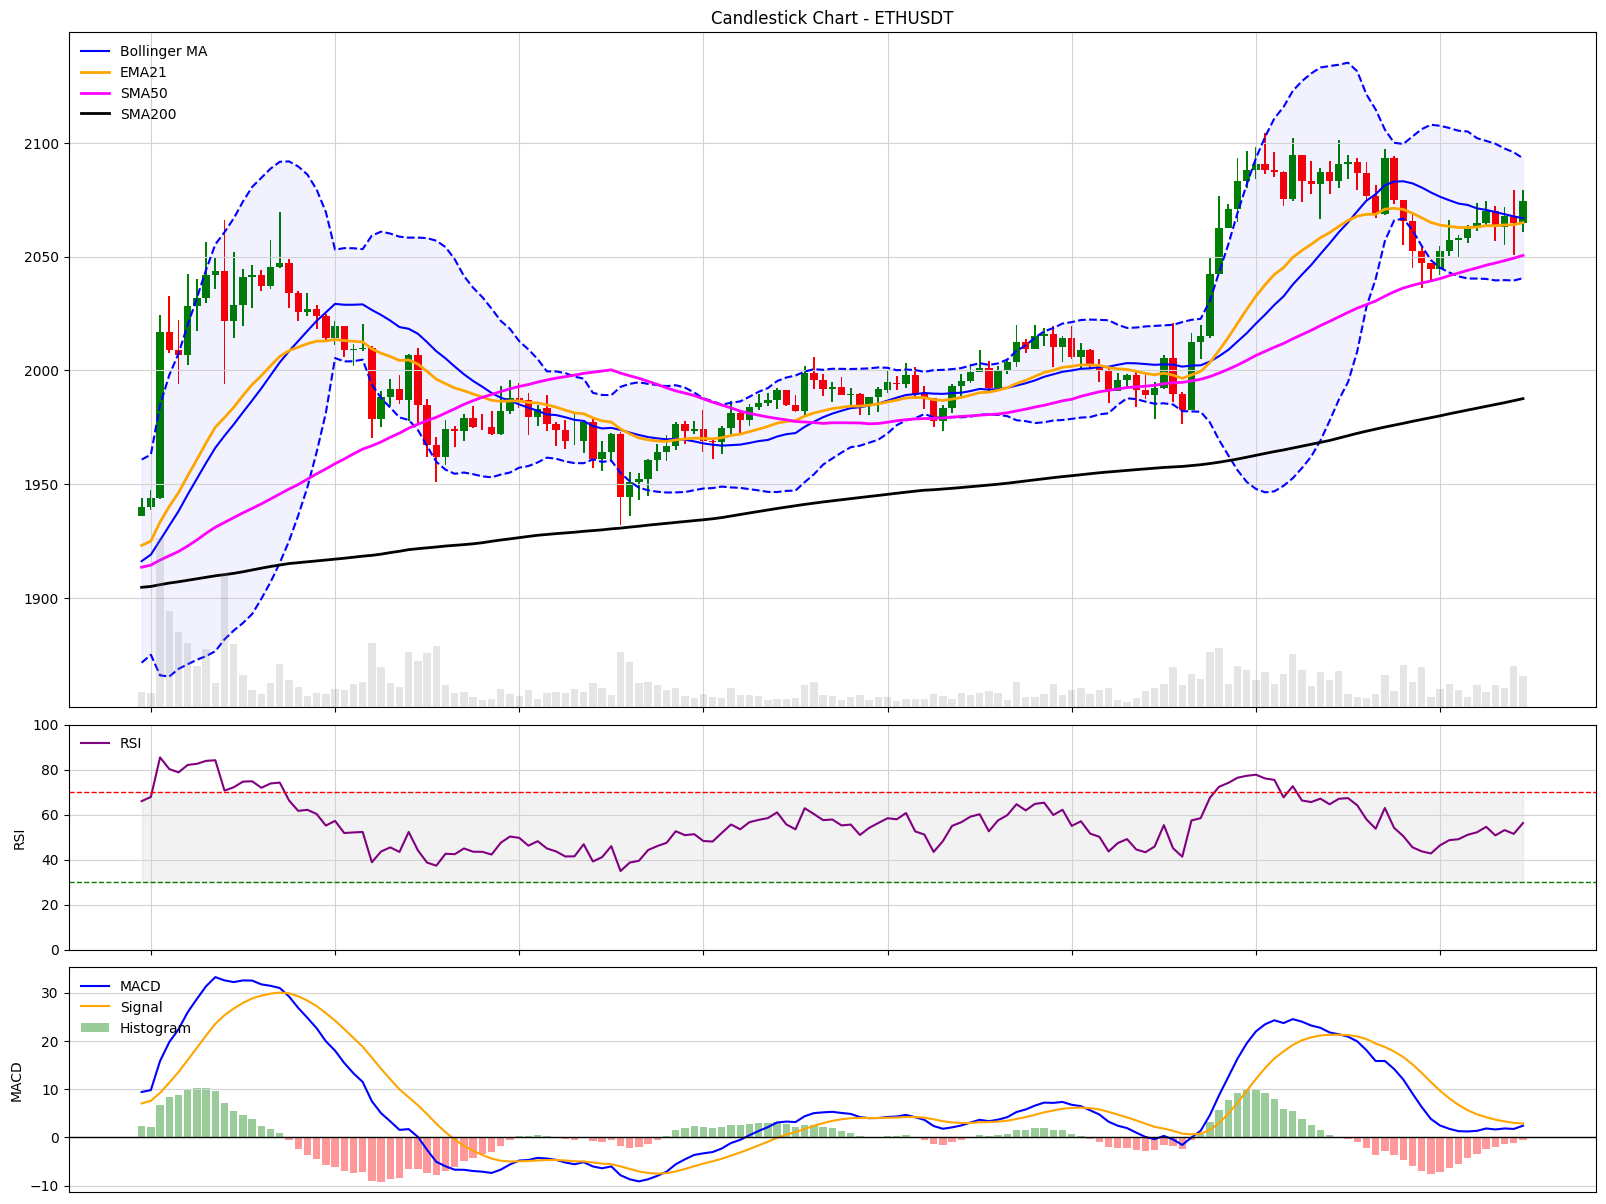 Candlestick Chart - ETHUSDT
Bollinger MA
EMA21
SMA50
SMA200
2100
2050
2000
1950
1900
100
80
60
40
20
0
RSI
RSI
30
20
10
0
−10
MACD
MACD
Signal
Histogram